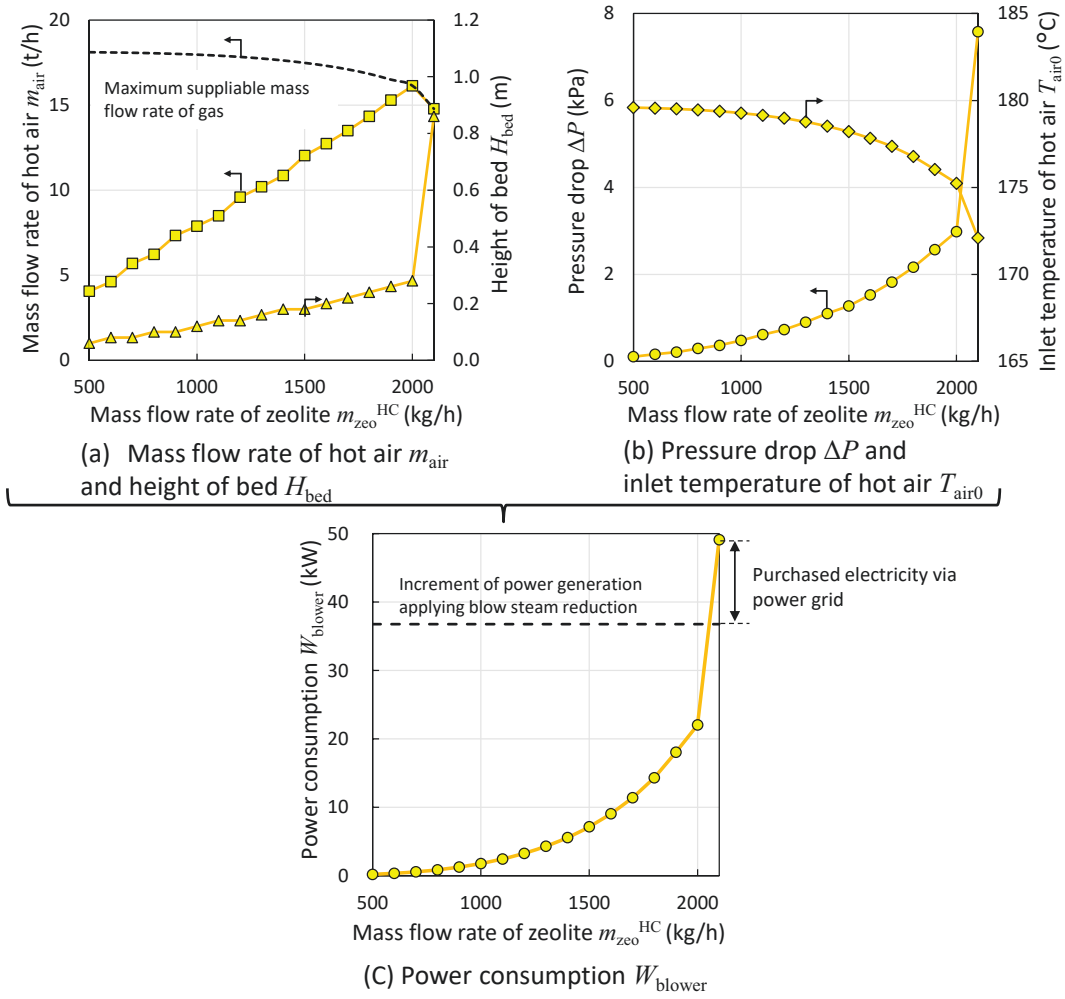 20
15
10
5
0
Mass flow rate of hot air m_air (t/h)
Maximum suppliable mass
flow rate of gas
1.2
1.0
0.8
0.6
0.4
0.2
0.0
Height of bed H_bed (m)
500 1000 1500 2000
Mass flow rate of zeolite m_zeo^HC (kg/h)
(a) Mass flow rate of hot air m_air
and height of bed H_bed
8
6
4
2
0
Pressure drop ΔP (kPa)
185
180
175
170
165
Inlet temperature of hot air T_air0 (°C)
500 1000 1500 2000
Mass flow rate of zeolite m_zeo^HC (kg/h)
(b) Pressure drop ΔP and
inlet temperature of hot air T_air0
50
40
30
20
10
0
Power consumption W_blower (kW)
Increment of power generation
applying blow steam reduction
Purchased electricity via
power grid
500 1000 1500 2000
Mass flow rate of zeolite m_zeo^HC (kg/h)
(C) Power consumption W_blower